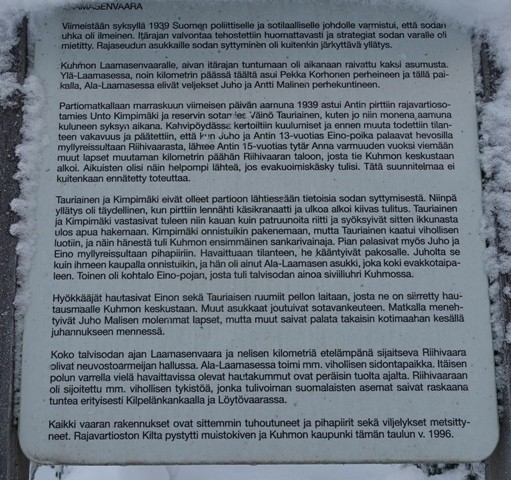 AMASENVAARA
Viimeistään syksyllä 1939 Suomen poliittiselle ja sotilaalliselle johdolle varmistui, että sodan
uhka oli ilmeinen. Itärajan valvontaa tehostettiin huomattavasti ja strategiat sodan varalle oli
mietitty. Rajaseudun asukkaille sodan syttyminen oli kuitenkin järkyttävä yllätys.
Kuhmon Laamasenvaaralle, aivan itärajan tuntumaan oli aikanaan raivattu kaksi asumusta.
Ylä-Laamasessa, noin kilometrin päässä täältä asui Pekka Korhonen perheineen ja tällä pai-
kalla, Ala-Laamasessa elivät veljekset Juho ja Antti Malinen perhekuntineen.
Partiomatkallaan marraskuun viimeisen päivän aamuna 1939 astui Antin pirttiin rajavartioso-
tamies Urho Kimpimäki ja reservin sotamies Väinö Tauriainen, kuten jo niin monena aamuna
kuluneen syksyn aikana. Kahvipöydässä kerrottiin kuulumiset ja ennen muuta todettiin tilan-
teen vakavuus ja päätettiin, että kun Juho ja Antin 13-vuotias Eino-poika palaavat hevosilla
myllyreissultaan Riihivaarasta, lähtee Antin 15-vuotias tytär Anna varmuuden vuoksi viemään
muut lapset muutaman kilometrin päähän Riihivaaran taloon, josta tie Kuhmon keskustaan
alkoi. Aikuisten olisi näin helpompi lähteä, jos evakuoimiskäsky tulisi. Tätä suunnitelmaa ei
kuitenkaan ennätetty toteuttaa.
Tauriainen ja Kimpimäki eivät olleet partioon lähtiessään tietoisia sodan syttymisestä. Niinpä
yllätys oli täydellinen, kun pirttiin lennähti käsikranaatti ja ulkoa alkoi kiivas tulitus. Tauriainen
ja Kimpimäki vastasivat tuleen niin kauan kuin patruunoita riitti ja syöksyivät sitten ikkunasta
ulos apua hakemaan. Kimpimäki onnistuikin pakenemaan, mutta Tauriainen kaatui vihollisen
luotiin, ja näin hänestä tuli Kuhmon ensimmäinen sankarivainaja. Pian palasivat myös Juho ja
Eino myllyreissultaan pihapiiriin. Havaittuaan tilanteen, he kääntyivät pakosalle. Juholta se
kuin ihmeen kaupalla onnistuikin, ja hän oli ainut Ala-Laamasen asukki, joka koki evakkotaipa-
leen. Toinen oli kohtalo Eino-pojan, josta tuli talvisodan ainoa siviiliuhri Kuhmossa.
Hyökkääjät hautasivat Einon sekä Tauriaisen ruumiit pellon laitaan, josta ne on siirretty hau-
tausmaalle Kuhmon keskustaan. Muut asukkaat joutuivat sotavankeuteen. Matkalla meneh-
tyivät Juho Malisen molemmat lapset, mutta muut saivat palata takaisin kotimaahan kesällä
juhannukseen mennessä.
Koko talvisodan ajan Laamasenvaara ja nelisen kilometriä etelämpänä sijaitseva Riihivaara
olivat neuvostoarmeijan hallussa. Ala-Laamasessa toimi mm. vihollisen sidontapaikka. Itäisen
polun varrella vielä havaittavissa olevat hautakummut ovat peräisin tuolta ajalta. Riihivaaraan
oli sijoitettu mm. vihollisen tykistöä, jonka tulivoiman suomalaisten asemat saivat raskaana
tuntea erityisesti Kilpelänkankaalla ja Löytövaarassa.
Kaikki vaaran rakennukset ovat sittemmin tuhoutuneet ja pihapiirit sekä viljelykset metsitty-
neet. Rajavartioston Kilta pystytti muistokiven ja Kuhmon kaupunki tämän taulun v. 1996.